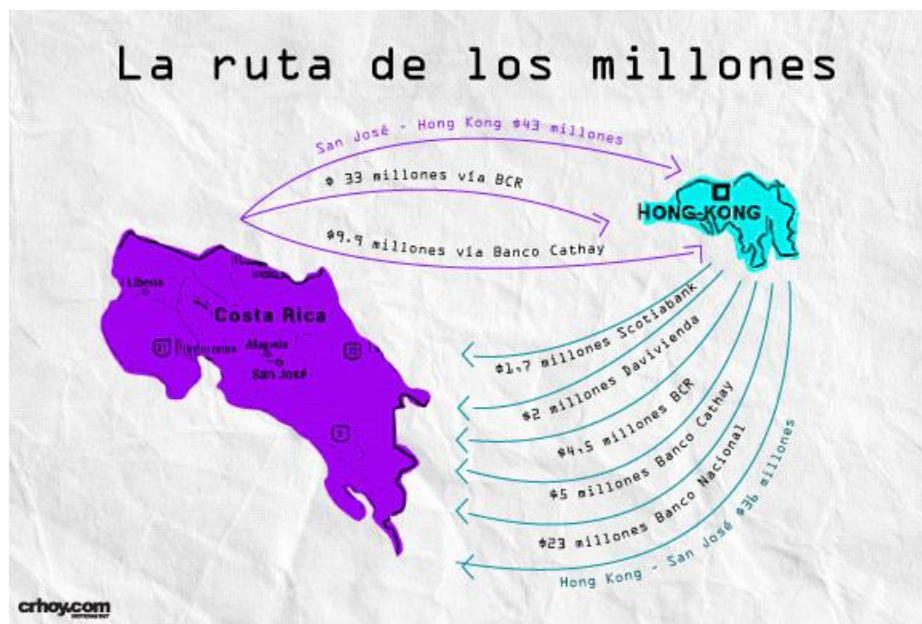 La ruta de los millones
San José - Hong Kong $43 millones
$ 33 millones vía BCR
$9.9 millones vía Banco Cathay
HONG KONG
Liberia
Costa Rica
21
Alajuela
San José
2
$1,7 millones Scotiabank
$2 millones Davivienda
$4,5 millones BCR
$5 millones Banco Cathay
$23 millones Banco Nacional
Hong Kong - San José $36 millones
crhoy.com